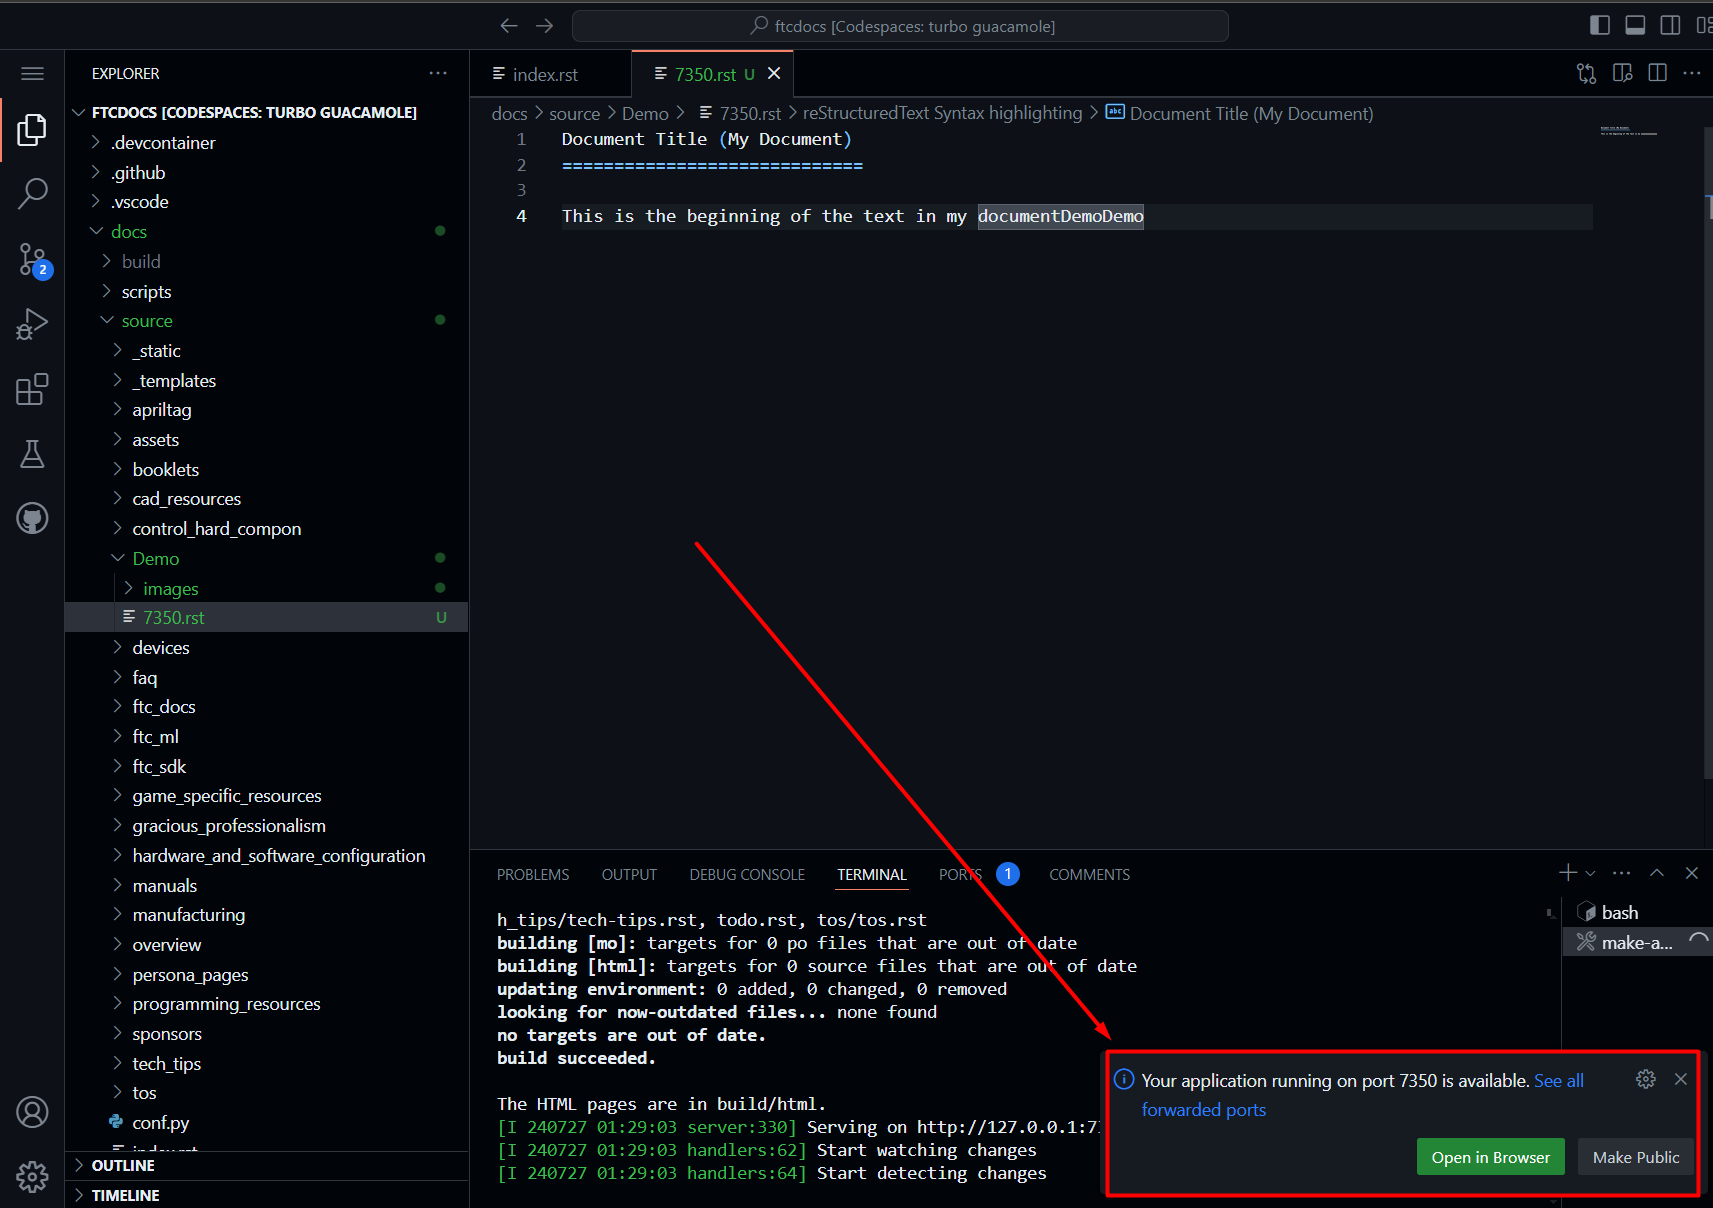 ftcdocs [Codespaces: turbo guacamole]
EXPLORER
FTCDOCS [CODESPACES: TURBO GUACAMOLE]
.devcontainer
.github
.vscode
docs
build
scripts
source
_static
_templates
apriltag
assets
booklets
cad_resources
control_hard_compon
Demo
images
7350.rst U
devices
faq
ftc_docs
ftc_ml
ftc_sdk
game_specific_resources
gracious_professionalism
hardware_and_software_configuration
manuals
manufacturing
overview
persona_pages
programming_resources
sponsors
tech_tips
tos
conf.py
index.rst
OUTLINE
TIMELINE
2
index.rst
7350.rst U
docs > source > Demo > 7350.rst > reStructuredText Syntax highlighting > abc Document Title (My Document)
1 Document Title (My Document)
2 =============================
3
4 This is the beginning of the text in my documentDemoDemo
PROBLEMS OUTPUT DEBUG CONSOLE TERMINAL PORTS 1 COMMENTS
h_tips/tech-tips.rst, todo.rst, tos/tos.rst
building [mo]: targets for 0 po files that are out of date
building [html]: targets for 0 source files that are out of date
updating environment: 0 added, 0 changed, 0 removed
looking for now-outdated files... none found
no targets are out of date.
build succeeded.
The HTML pages are in build/html.
[I 240727 01:29:03 server:330] Serving on http://127.0.0.1:7
[I 240727 01:29:03 handlers:62] Start watching changes
[I 240727 01:29:03 handlers:64] Start detecting changes
bash
make-a...
Your application running on port 7350 is available. See all
forwarded ports
Open in Browser
Make Public